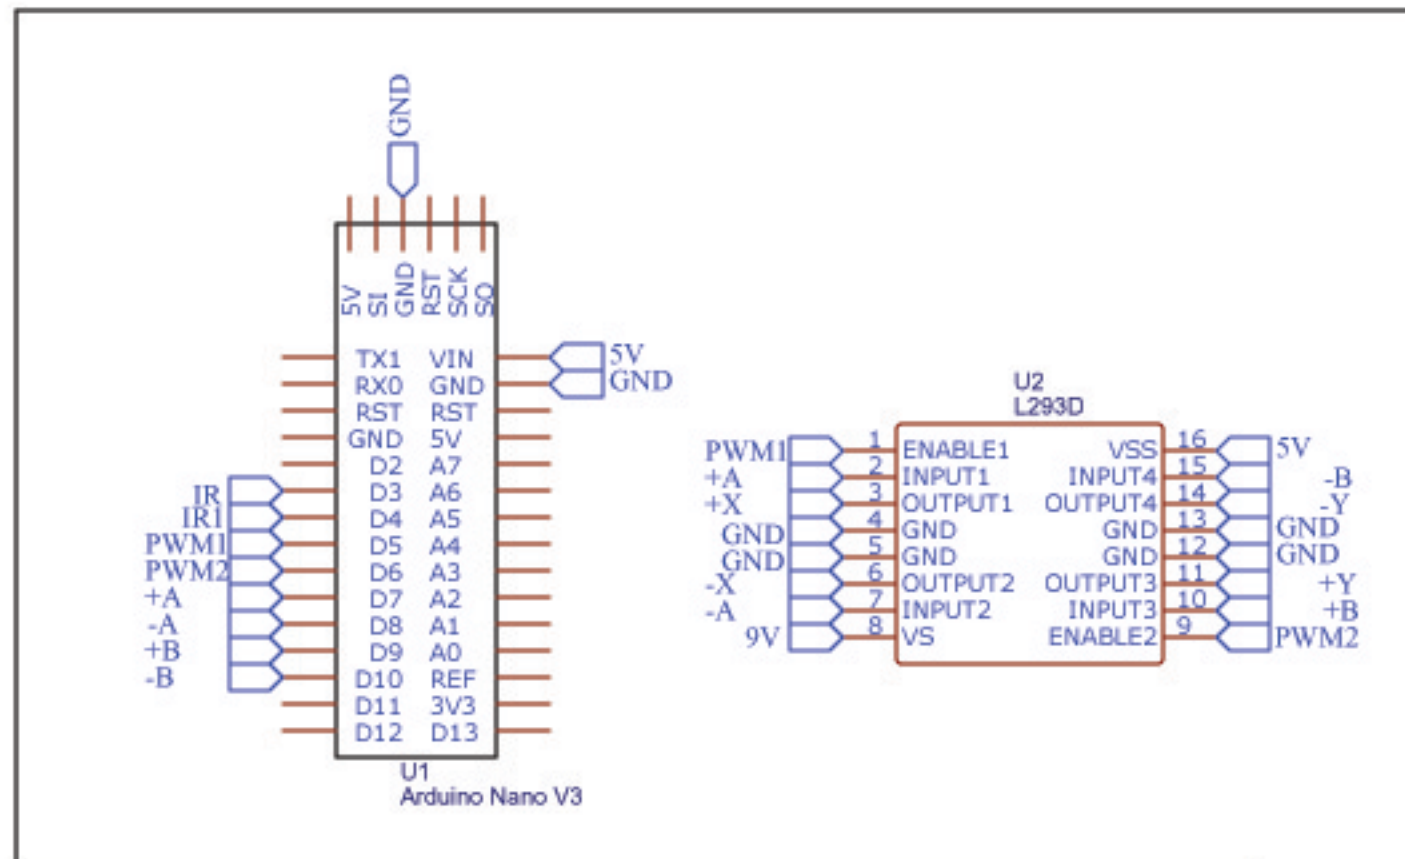 GND
5V SI GND RST SCK SO
TX1 VIN 5V
RX0 GND GND
RST RST
GND 5V
D2 A7
IR D3 A6
IR1 D4 A5
PWM1 D5 A4
PWM2 D6 A3
+A D7 A2
-A D8 A1
+B D9 A0
-B D10 REF
D11 3V3
D12 D13
U1
Arduino Nano V3
U2
L293D
PWM1 1 ENABLE1 VSS 16 5V
+A 2 INPUT1 INPUT4 15 -B
+X 3 OUTPUT1 OUTPUT4 14 -Y
GND 4 GND GND 13 GND
GND 5 GND GND 12 GND
-X 6 OUTPUT2 OUTPUT3 11 +Y
-A 7 INPUT2 INPUT3 10 +B
9V 8 VS ENABLE2 9 PWM2